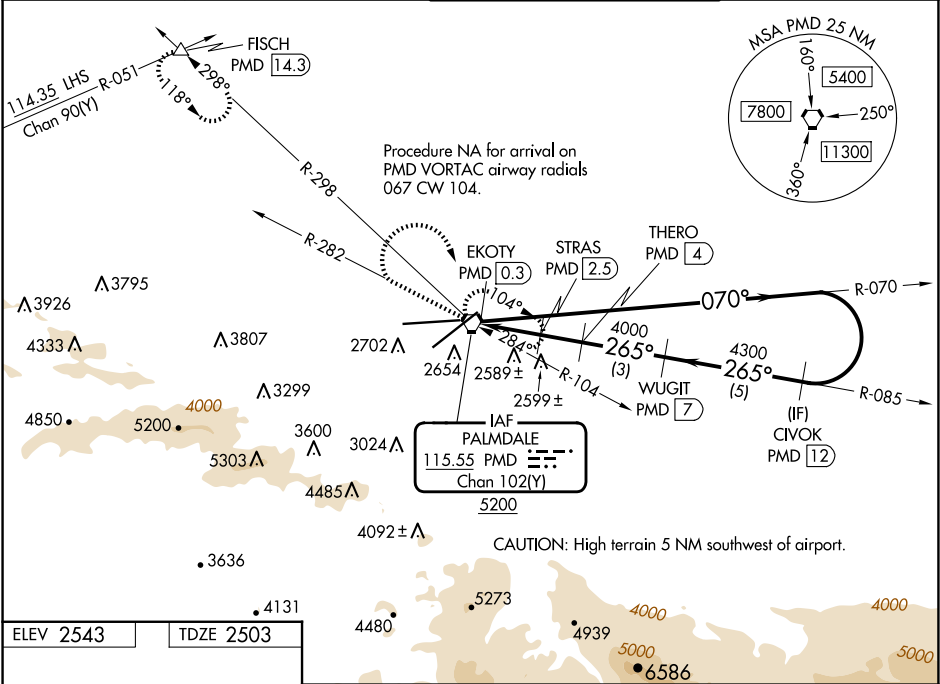 FISCH
PMD 14.3
114.35 LHS
R-051
Chan 90(Y)
298°
118°
MSA PMD 25 NM
160°
5400
7800
250°
11300
360°
Procedure NA for arrival on
PMD VORTAC airway radials
067 CW 104.
R-298
R-282
EKOTY
PMD 0.3
STRAS
PMD 2.5
THERO
PMD 4
104°
070°
R-070
3795
3926
4333
3807
2702
2654
2589±
2599±
284°
R-104
4000
265°
(3)
4300
265°
(5)
R-085
WUGIT
PMD 7
(IF)
CIVOK
PMD 12
3299
4000
4850
5200
3600
3024
5303
4485
4092±
IAF
PALMDALE
115.55 PMD
Chan 102(Y)
5200
CAUTION: High terrain 5 NM southwest of airport.
3636
4131
4480
5273
4939
4000
4000
5000
5000
6586
ELEV 2543
TDZE 2503